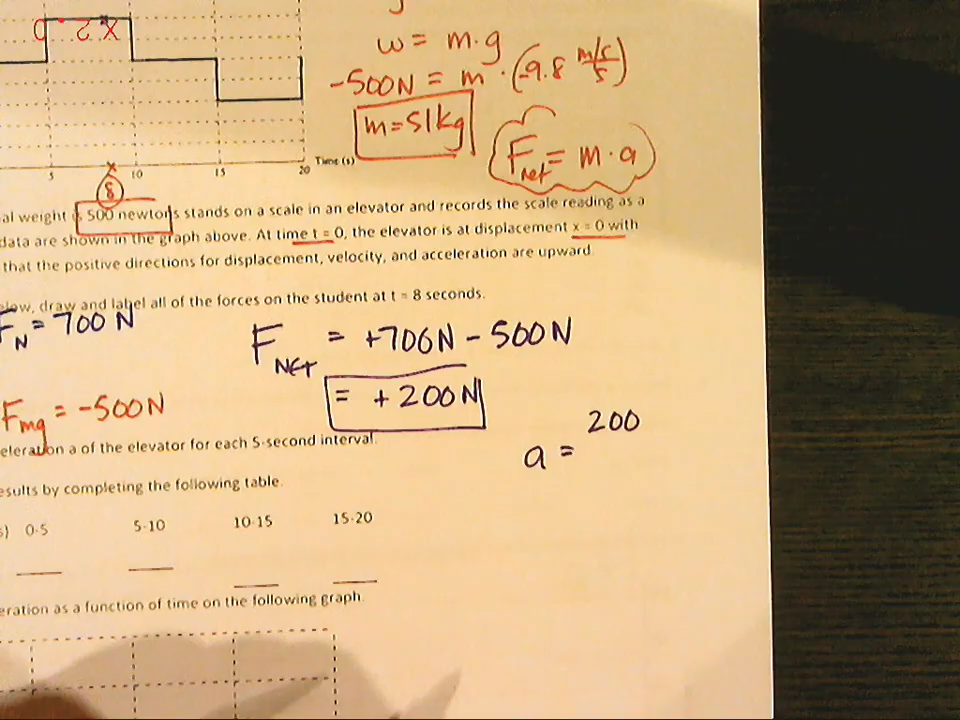 w = m·g
-500N = m · (-9.8 m/s/s)
m=51kg
F net = m·a
Time (s)
5 10 15 20
8
al weight is 500 newtons stands on a scale in an elevator and records the scale reading as a
data are shown in the graph above. At time t = 0, the elevator is at displacement x = 0 with
that the positive directions for displacement, velocity, and acceleration are upward.
elow, draw and label all of the forces on the student at t = 8 seconds.
F N = 700 N
F NET = +700N - 500N
= + 200N
F mg = -500N
eleration a of the elevator for each 5-second interval.
200
a =
esults by completing the following table.
s) 0-5 5-10 10-15 15-20
eration as a function of time on the following graph.